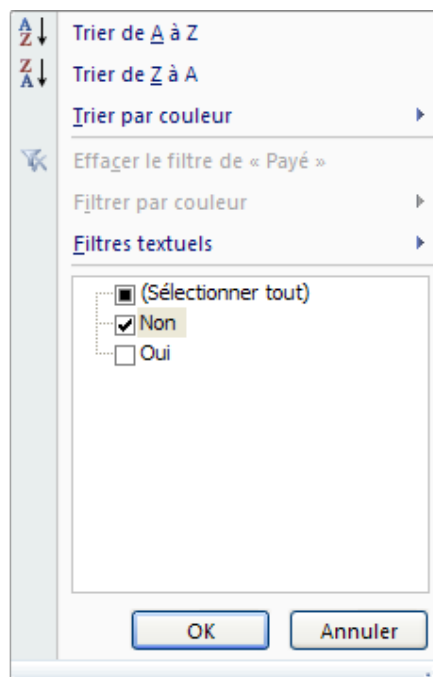 Trier de A à Z
Trier de Z à A
Trier par couleur
Effacer le filtre de « Payé »
Filtrer par couleur
Filtres textuels
(Sélectionner tout)
Non
Oui
OK Annuler